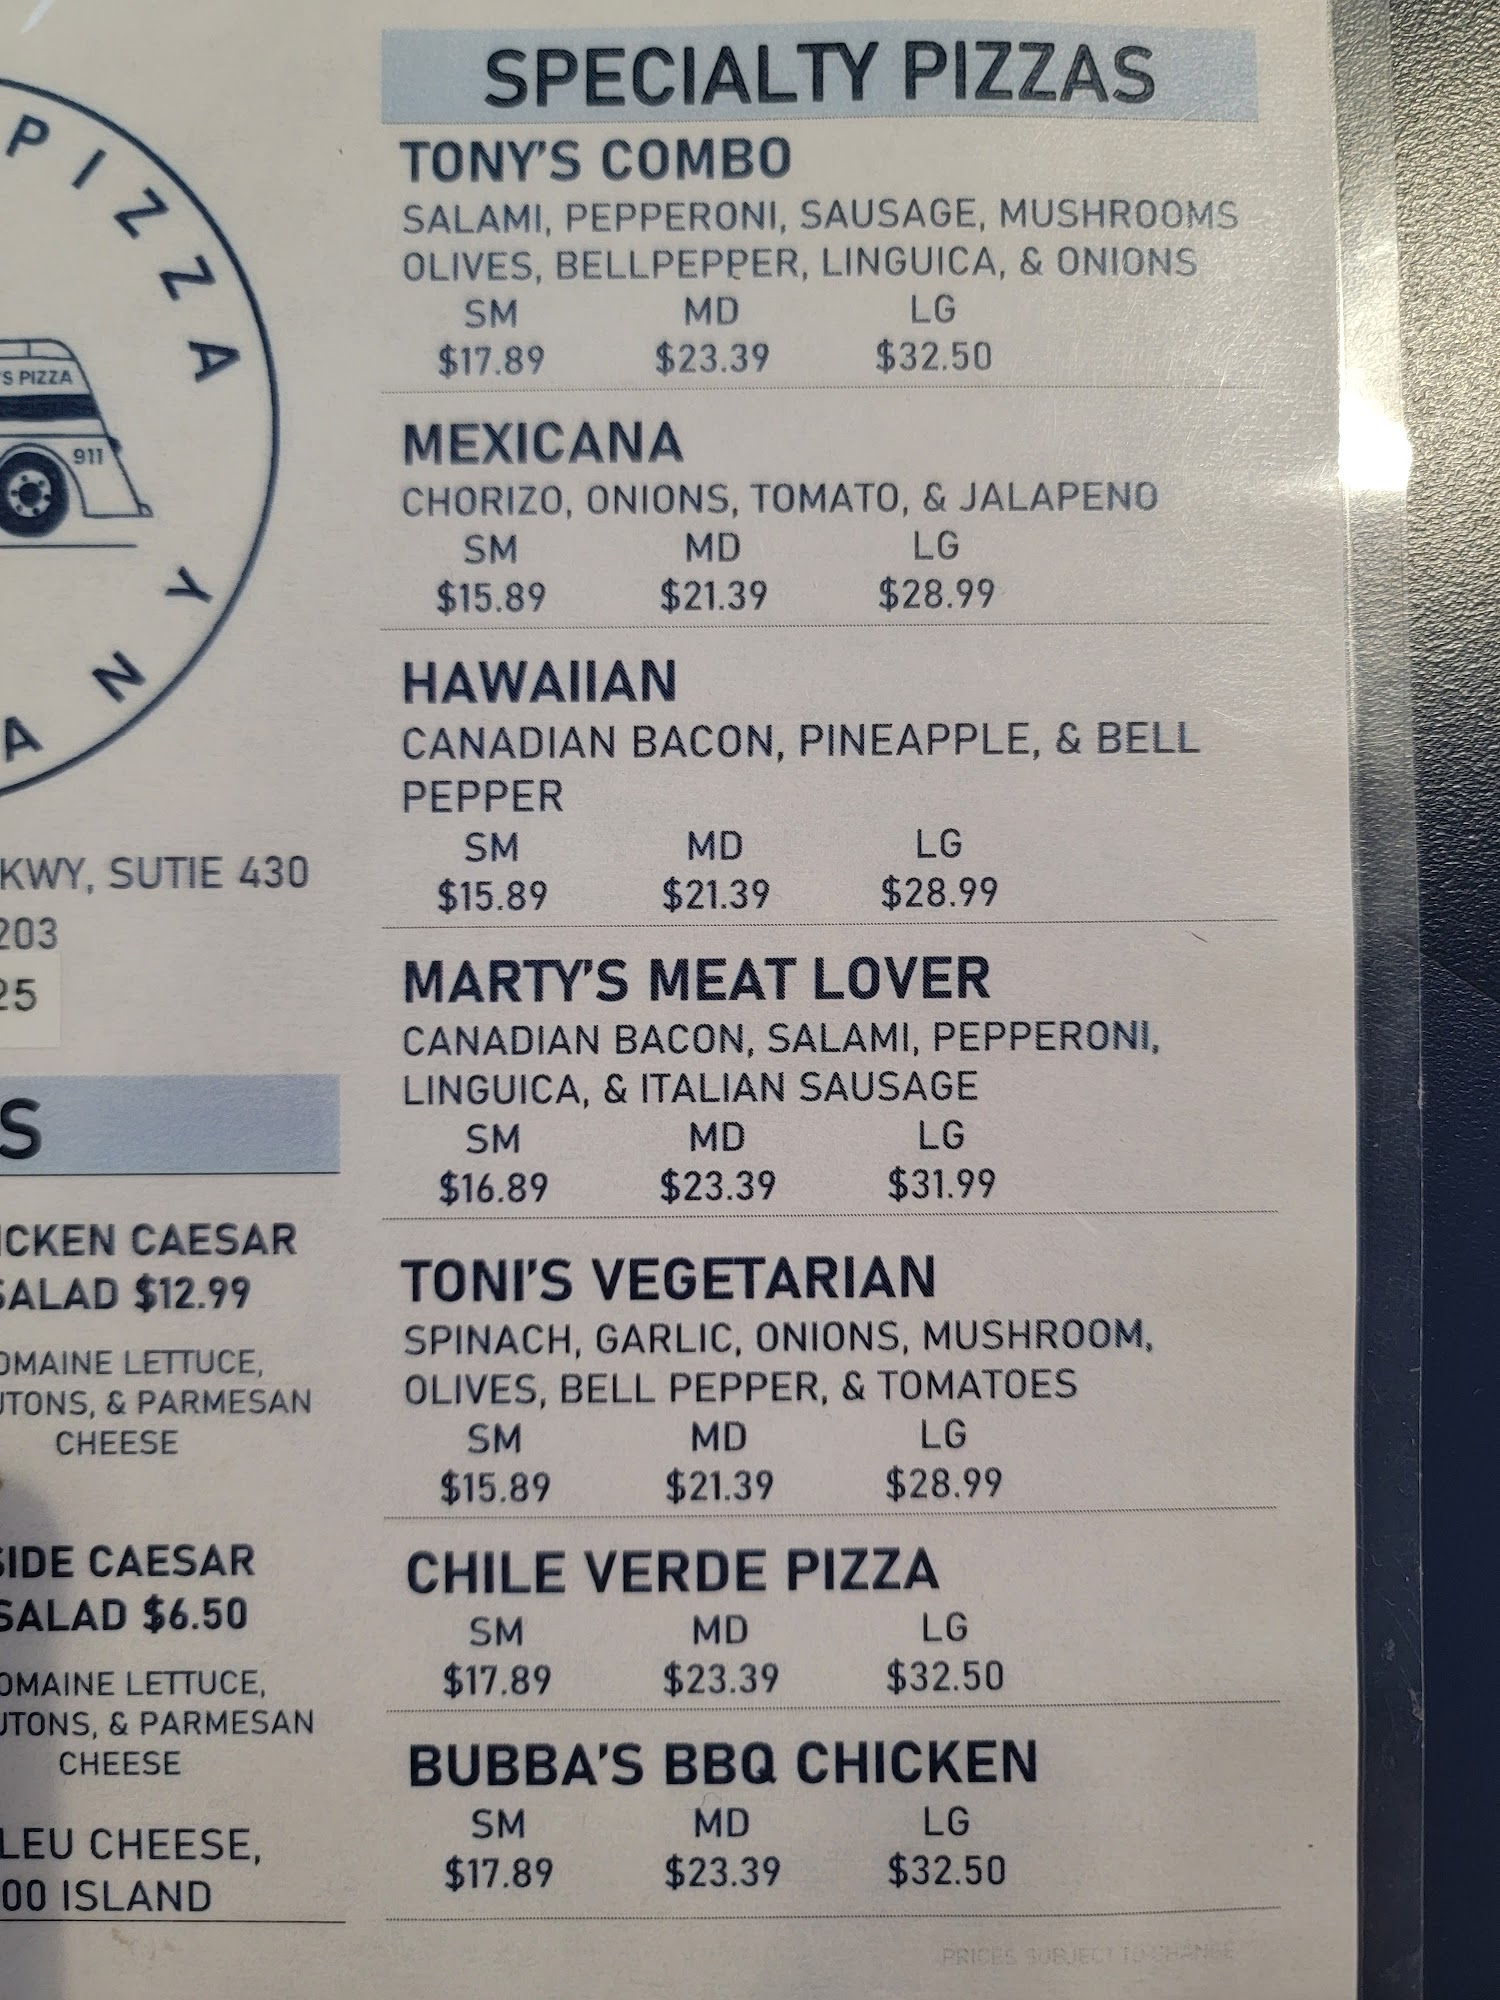 PIZZA
S PIZZA
911
KWY, SUTIE 430
203
25
S
ICKEN CAESAR
SALAD $12.99
OMAINE LETTUCE,
UTONS, & PARMESAN
CHEESE
SIDE CAESAR
SALAD $6.50
OMAINE LETTUCE,
UTONS, & PARMESAN
CHEESE
LEU CHEESE,
00 ISLAND
SPECIALTY PIZZAS
TONY'S COMBO
SALAMI, PEPPERONI, SAUSAGE, MUSHROOMS
OLIVES, BELLPEPPER, LINGUICA, & ONIONS
SM MD LG
$17.89 $23.39 $32.50
MEXICANA
CHORIZO, ONIONS, TOMATO, & JALAPENO
SM MD LG
$15.89 $21.39 $28.99
HAWAIIAN
CANADIAN BACON, PINEAPPLE, & BELL
PEPPER
SM MD LG
$15.89 $21.39 $28.99
MARTY'S MEAT LOVER
CANADIAN BACON, SALAMI, PEPPERONI,
LINGUICA, & ITALIAN SAUSAGE
SM MD LG
$16.89 $23.39 $31.99
TONI'S VEGETARIAN
SPINACH, GARLIC, ONIONS, MUSHROOM,
OLIVES, BELL PEPPER, & TOMATOES
SM MD LG
$15.89 $21.39 $28.99
CHILE VERDE PIZZA
SM MD LG
$17.89 $23.39 $32.50
BUBBA'S BBQ CHICKEN
SM MD LG
$17.89 $23.39 $32.50
PRICES SUBJECT TO CHANGE